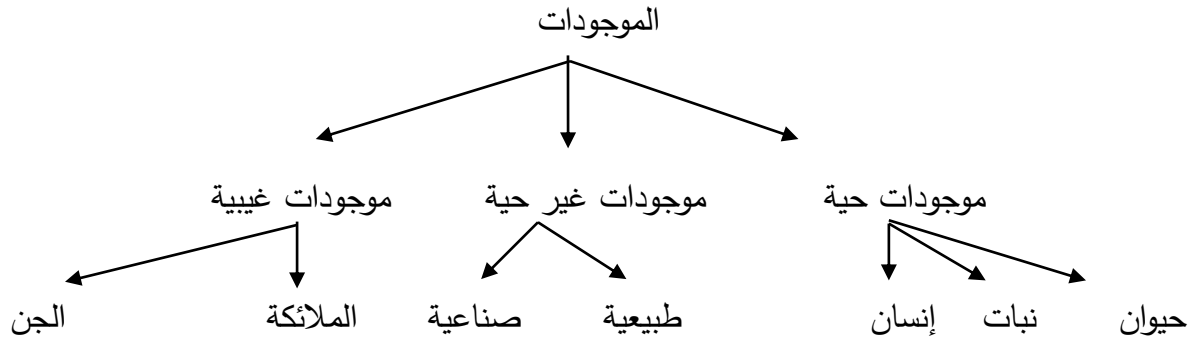 الموجودات
موجودات حية موجودات غير حية موجودات غيبية
حيوان نبات إنسان طبيعية صناعية الملائكة الجن